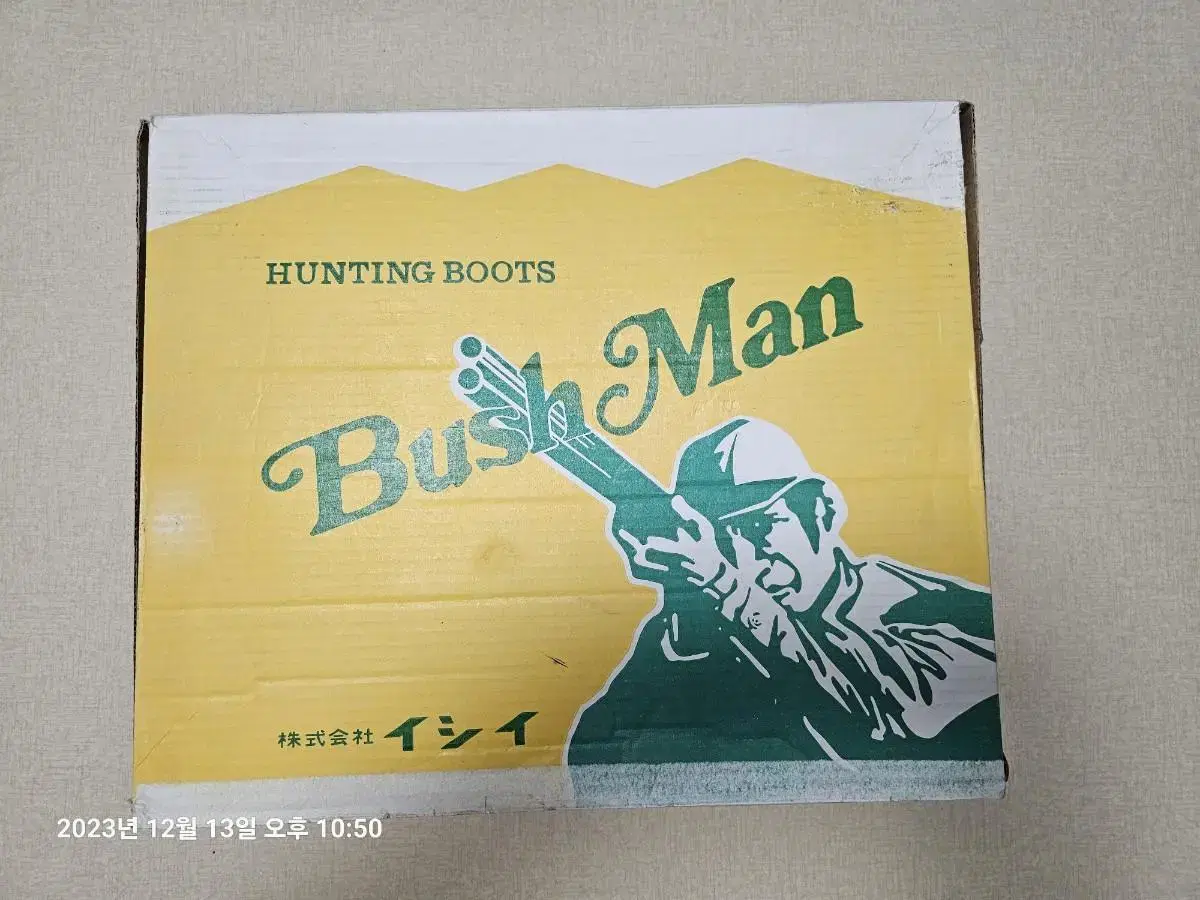 HUNTING BOOTS
Bush Man
株式会社 イシイ
2023년 12월 13일 오후 10:50